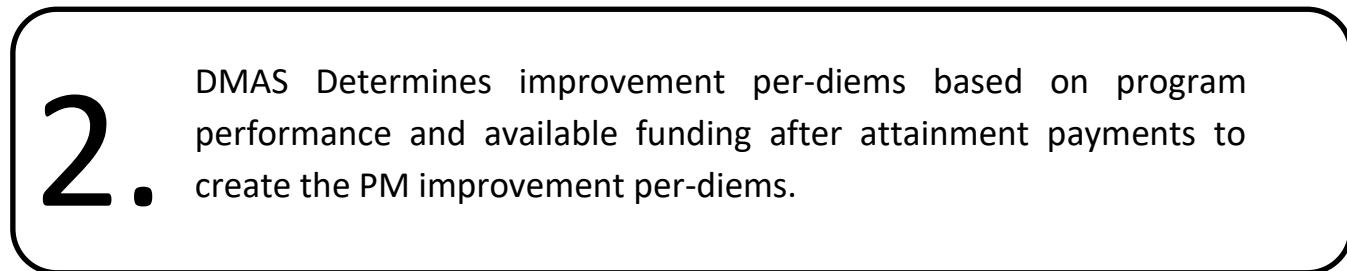 2.
DMAS Determines improvement per-diems based on program
performance and available funding after attainment payments to
create the PM improvement per-diems.